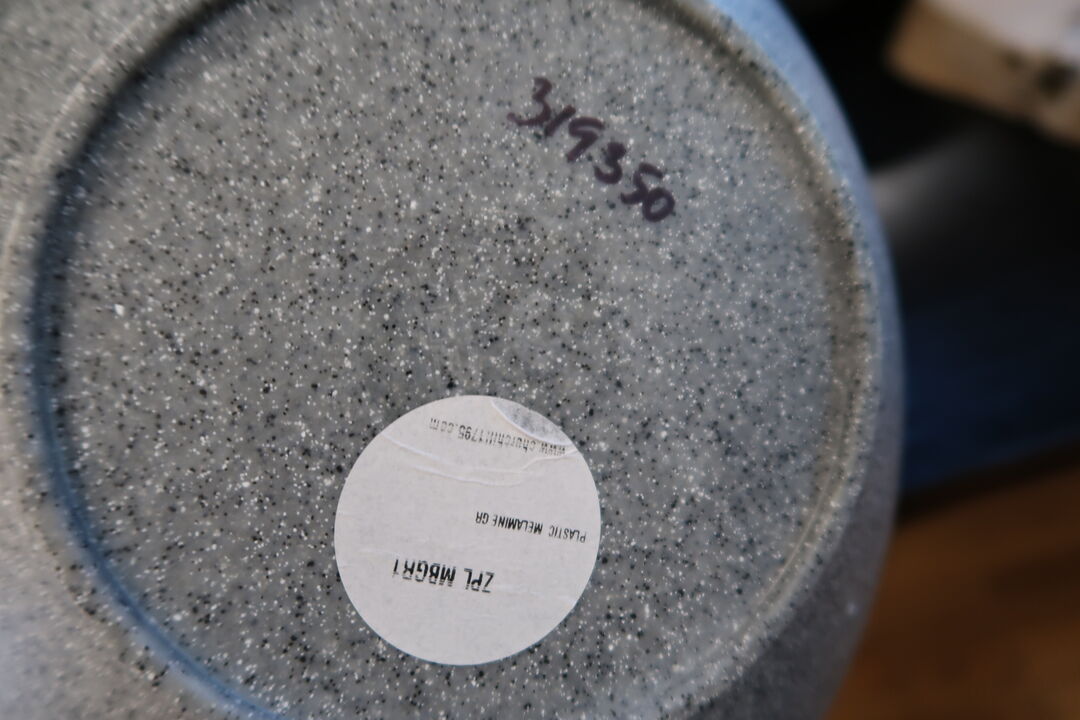 319350
ZPL MBGR1
PLASTIC MELAMINE GR
www.churchill1795.com